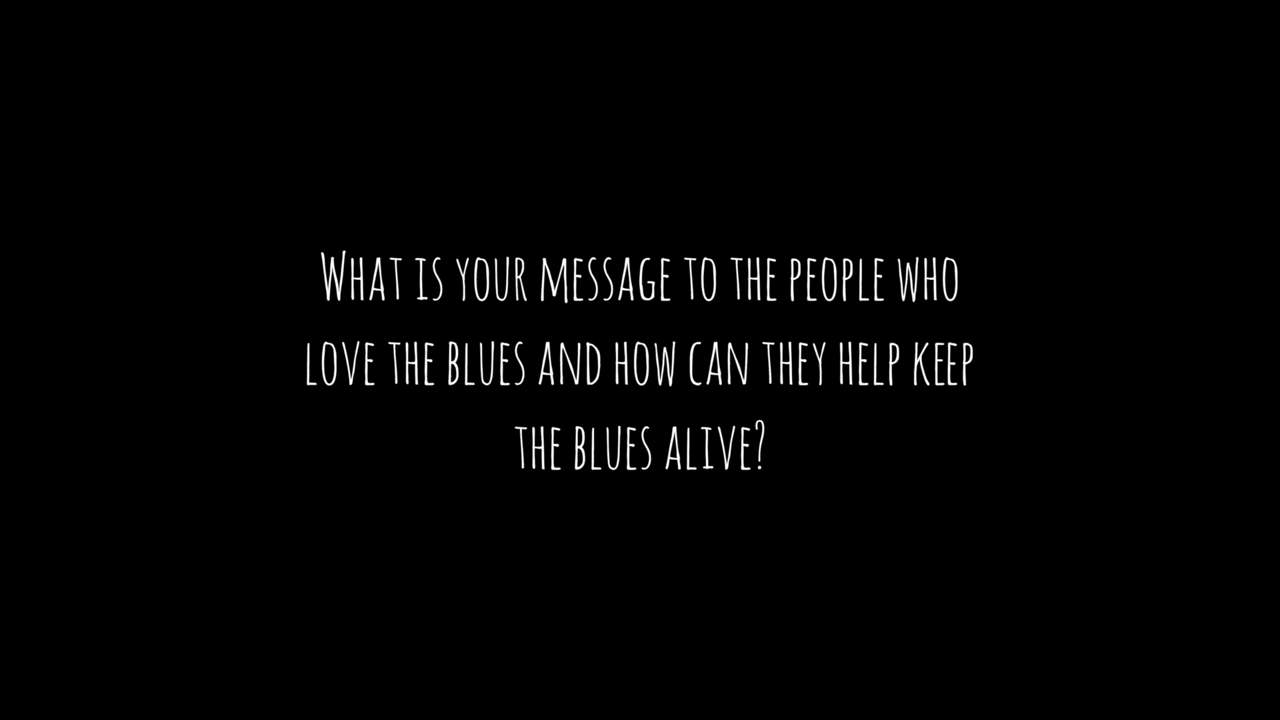 What is your message to the people who
love the blues and how can they help keep
the blues alive?